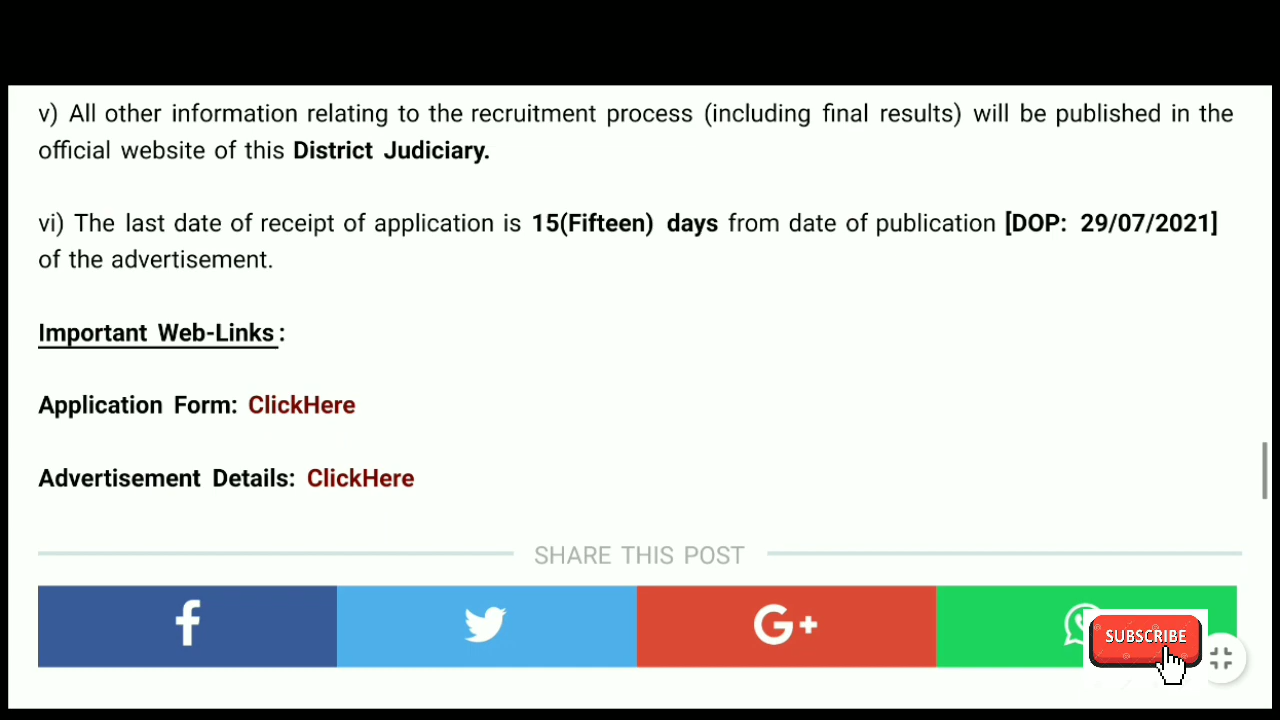 v) All other information relating to the recruitment process (including final results) will be published in the
official website of this District Judiciary.
vi) The last date of receipt of application is 15(Fifteen) days from date of publication [DOP: 29/07/2021]
of the advertisement.
Important Web-Links :
Application Form: ClickHere
Advertisement Details: ClickHere
SHARE THIS POST
f
G+
SUBSCRIBE